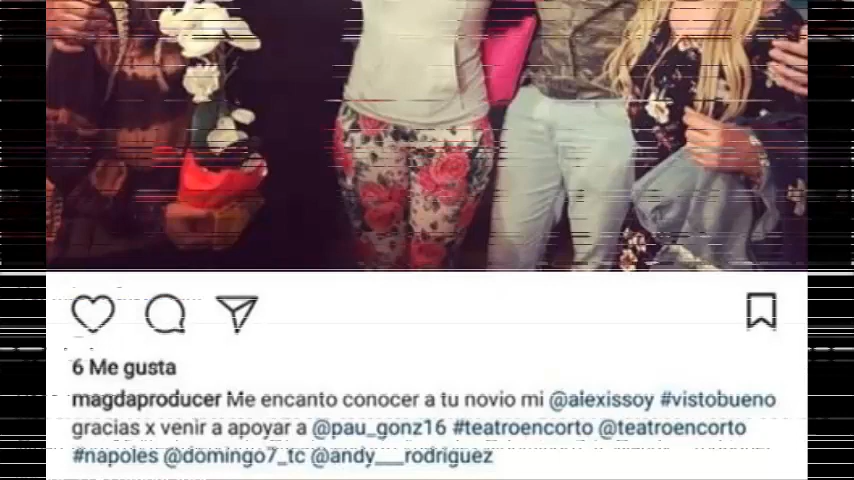 6 Me gusta
magdaproducer Me encanto conocer a tu novio mi @alexissoy #vistobueno
gracias x venir a apoyar a @pau_gonz16 #teatroencorto @teatroencorto
#napoles @domingo7_tc @andy___rodriguez